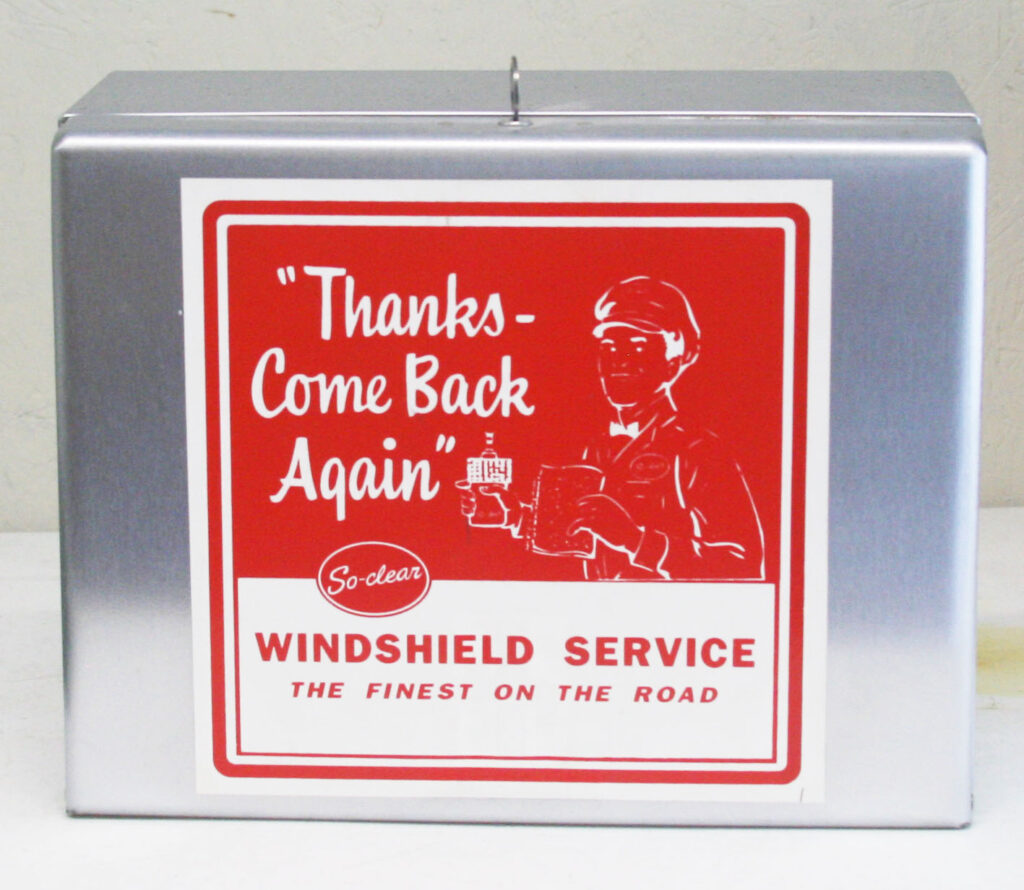 "Thanks-
Come Back
Again"
So-clear
WINDSHIELD SERVICE
THE FINEST ON THE ROAD